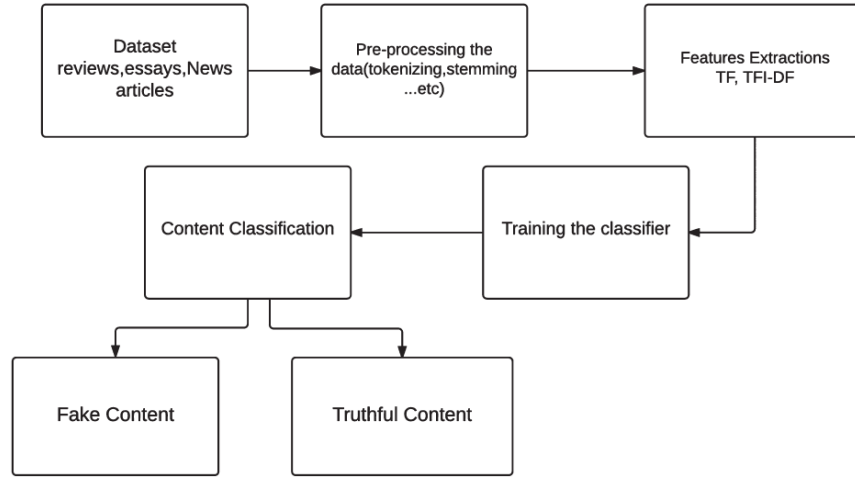 Dataset
reviews,essays,News
articles
Pre-processing the
data(tokenizing,stemming
...etc)
Features Extractions
TF, TFI-DF
Content Classification
Training the classifier
Fake Content
Truthful Content